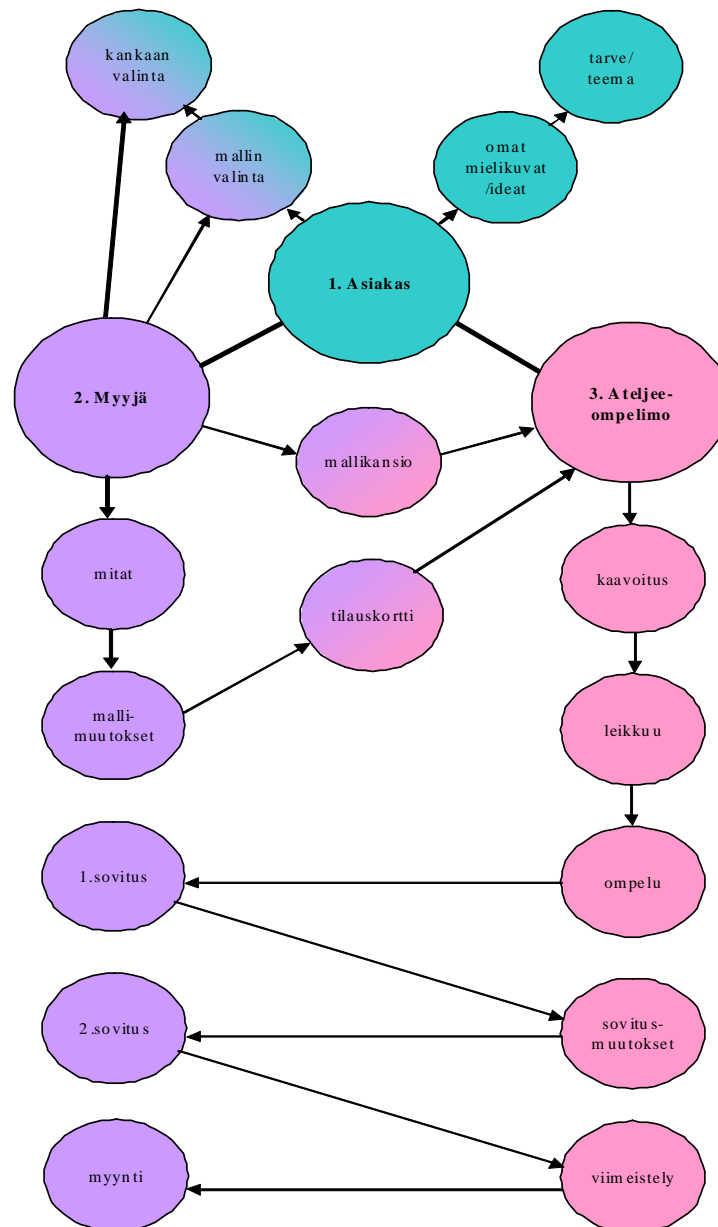 kankaan
valinta
tarve/
teema
mallin
valinta
omat
mielikuvat
/ideat
1. Asiakas
2. Myyjä
3. Ateljee-
ompelimo
mallikansio
mitat
kaavoitus
tilauskortti
malli-
muutokset
leikkuu
1.sovitus
ompelu
2.sovitus
sovitus-
muutokset
myynti
viimeistely